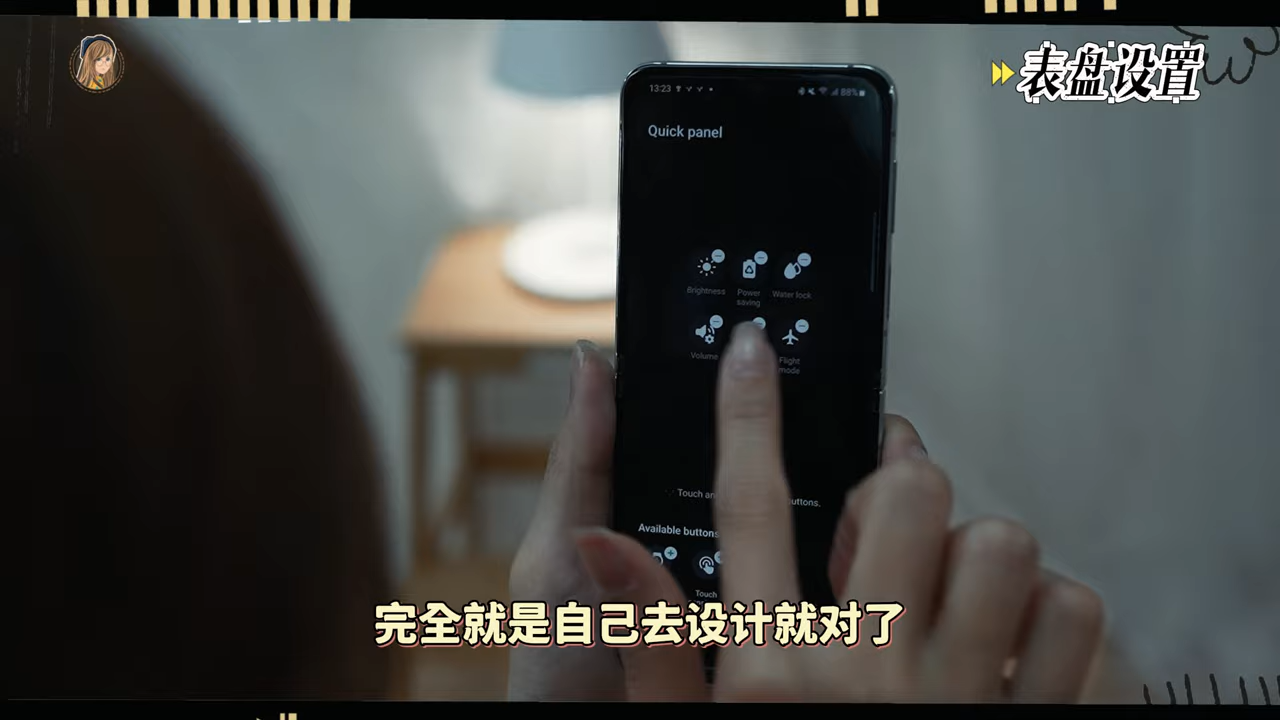 表盘设置
13:23
88%
Quick panel
Brightness
Power
saving
Water lock
Volume
Flight
mode
Touch an
uttons.
Available buttons
Touch
完全就是自己去设计就对了